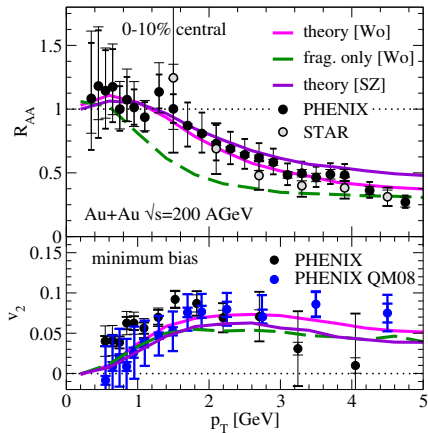 0-10% central
theory [Wo]
frag. only [Wo]
theory [SZ]
PHENIX
STAR
1.5
1
0.5
0
R_AA
Au+Au √s=200 AGeV
minimum bias
PHENIX
PHENIX QM08
0.1
0.05
0
v_2
0 1 2 3 4 5
p_T [GeV]